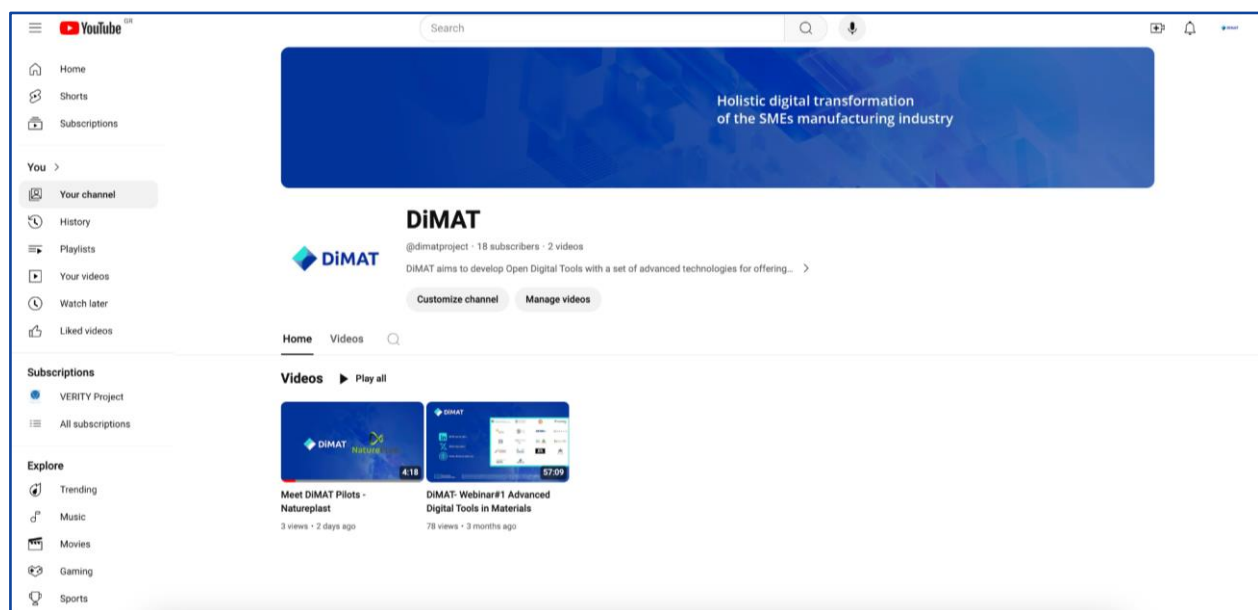 YouTube GR
Search
Home
Shorts
Subscriptions
You
Your channel
History
Playlists
Your videos
Watch later
Liked videos
Subscriptions
VERITY Project
All subscriptions
Explore
Trending
Music
Movies
Gaming
Sports
Holistic digital transformation
of the SMEs manufacturing industry
DiMAT
DiMAT
@dimatproject · 18 subscribers · 2 videos
DiMAT aims to develop Open Digital Tools with a set of advanced technologies for offering...
Customize channel Manage videos
Home Videos
Videos Play all
DiMAT
4:18
Meet DiMAT Pilots -
Natureplast
3 views • 2 days ago
DiMAT
57:09
DiMAT- Webinar#1 Advanced
Digital Tools in Materials
78 views • 3 months ago